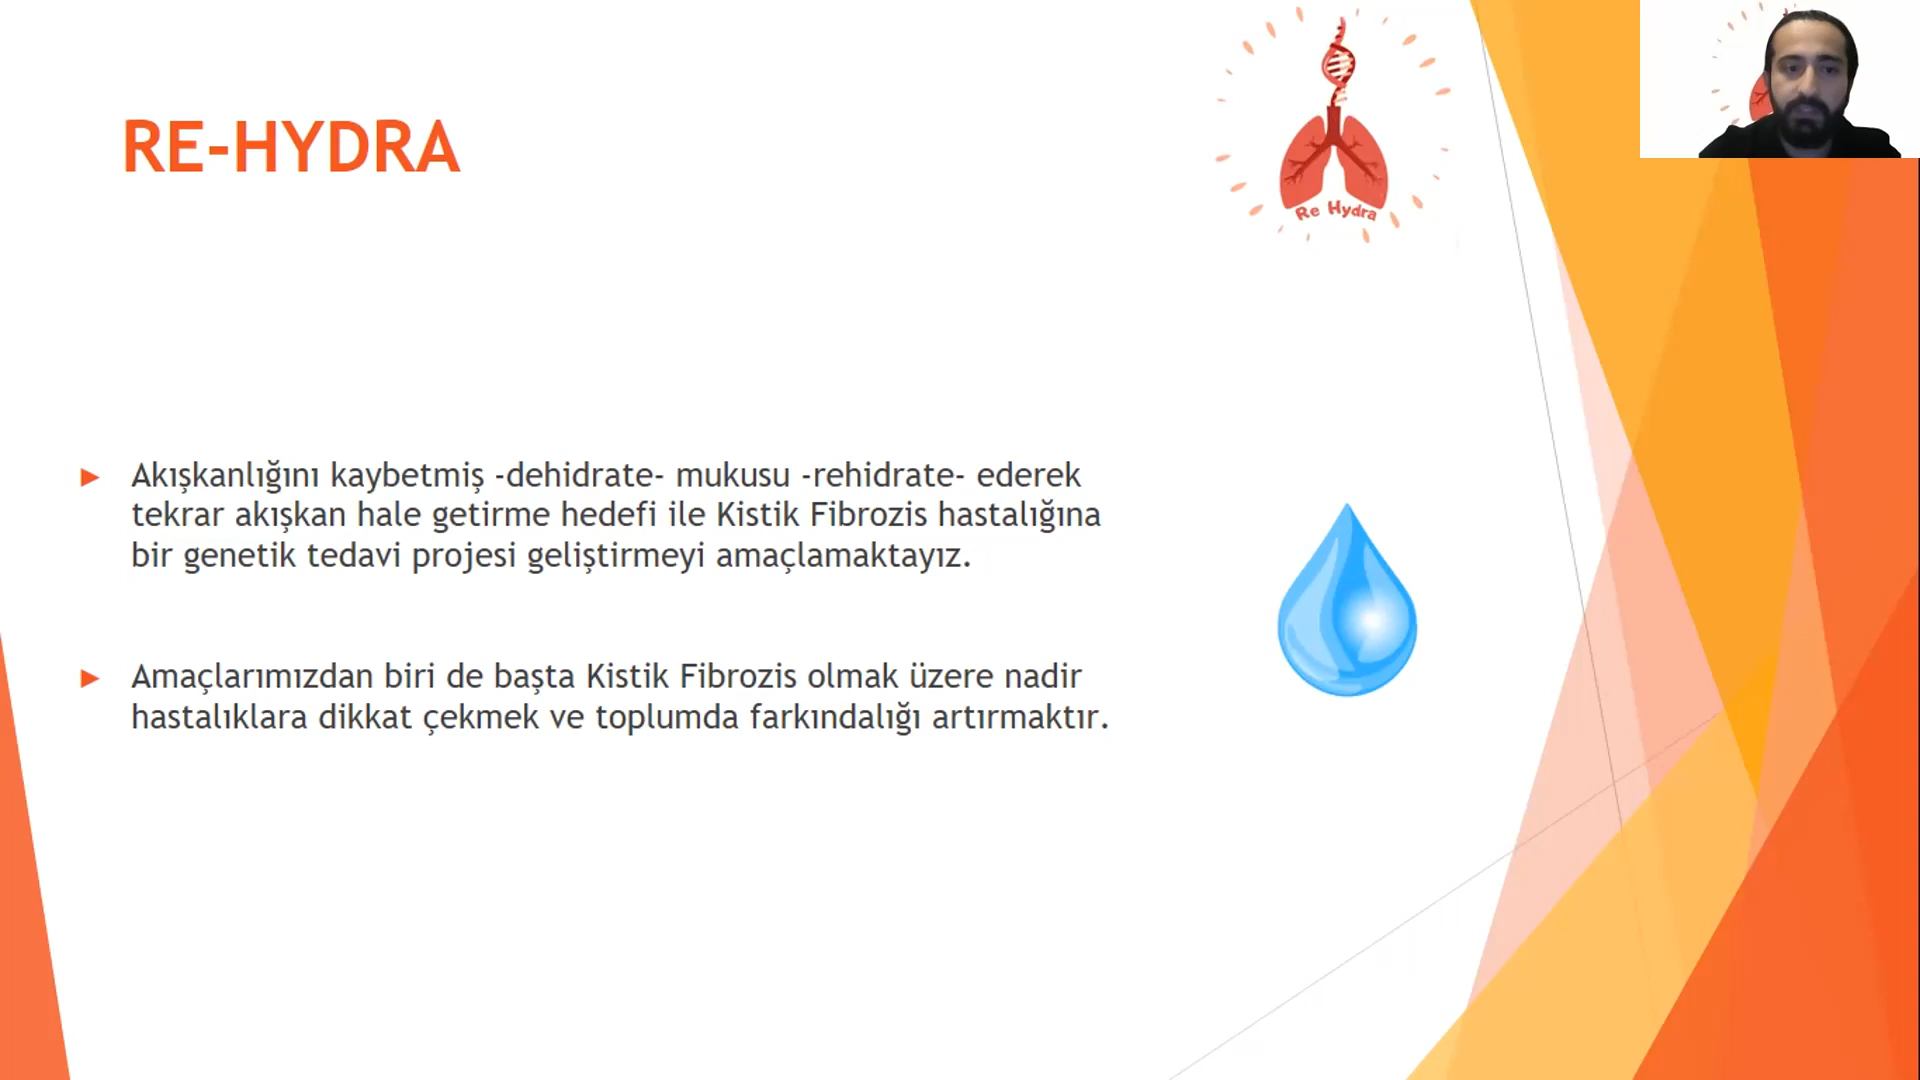 RE-HYDRA
Re Hydra
Akışkanlığını kaybetmiş -dehidrate- mukusu -rehidrate- ederek
tekrar akışkan hale getirme hedefi ile Kistik Fibrozis hastalığına
bir genetik tedavi projesi geliştirmeyi amaçlamaktayız.
Amaçlarımızdan biri de başta Kistik Fibrozis olmak üzere nadir
hastalıklara dikkat çekmek ve toplumda farkındalığı artırmaktır.